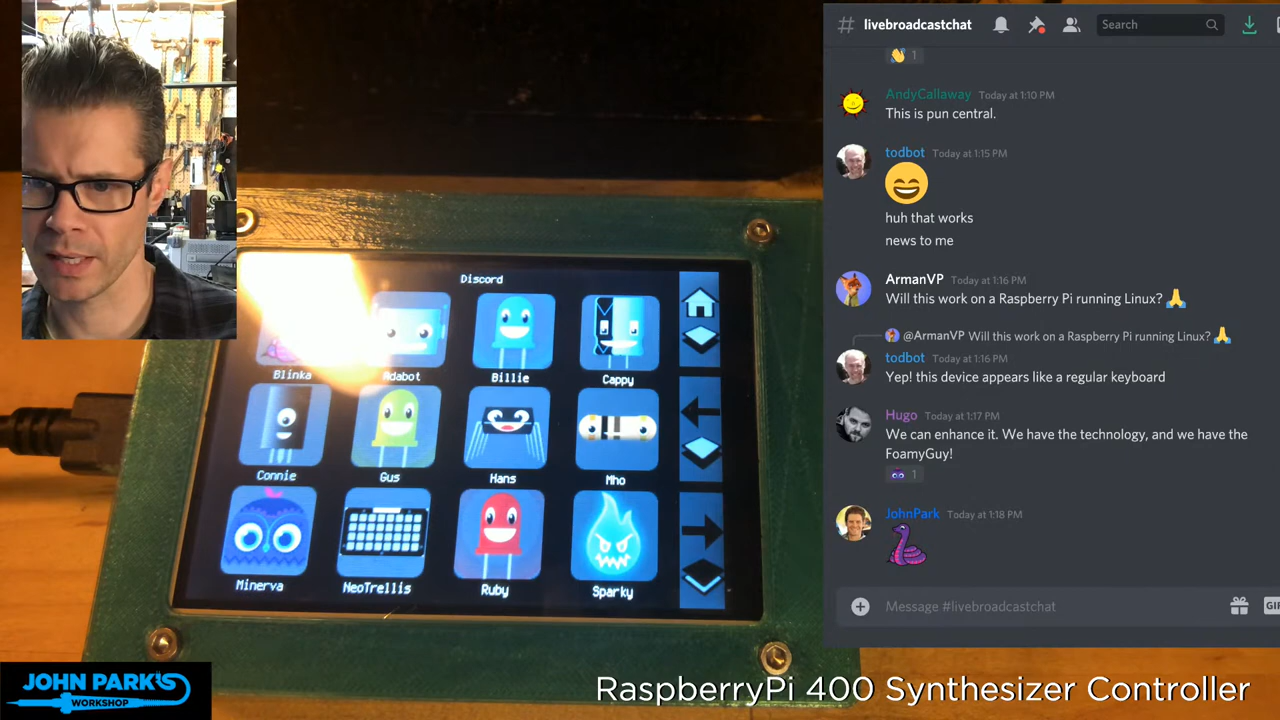 # livebroadcastchat
Search
1
AndyCallaway Today at 1:10 PM
This is pun central.
todbot Today at 1:15 PM
huh that works
news to me
ArmanVP Today at 1:16 PM
Will this work on a Raspberry Pi running Linux? 🙏
@ArmanVP Will this work on a Raspberry Pi running Linux? 🙏
todbot Today at 1:16 PM
Yep! this device appears like a regular keyboard
Hugo Today at 1:17 PM
We can enhance it. We have the technology, and we have the
FoamyGuy!
1
JohnPark Today at 1:18 PM
Message #livebroadcastchat
GIF
Discord
Blinka Adabot Billie Cappy
Connie Gus Hans Mho
Minerva NeoTrellis Ruby Sparky
JOHN PARK'S
WORKSHOP
RaspberryPi 400 Synthesizer Controller